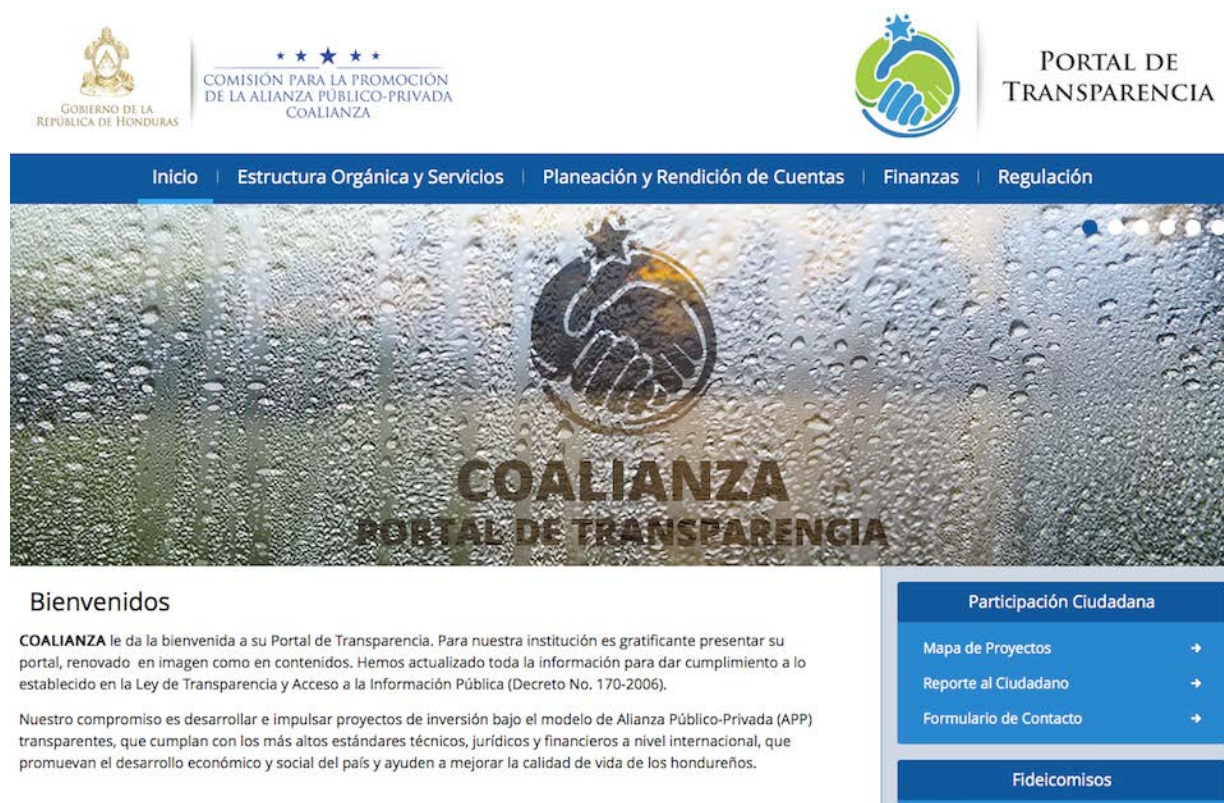 GOBIERNO DE LA
REPÚBLICA DE HONDURAS
COMISIÓN PARA LA PROMOCIÓN
DE LA ALIANZA PÚBLICO-PRIVADA
COALIANZA
PORTAL DE
TRANSPARENCIA
Inicio
Estructura Orgánica y Servicios
Planeación y Rendición de Cuentas
Finanzas
Regulación
COALIANZA
PORTAL DE TRANSPARENCIA
Bienvenidos
COALIANZA le da la bienvenida a su Portal de Transparencia. Para nuestra institución es gratificante presentar su
portal, renovado en imagen como en contenidos. Hemos actualizado toda la información para dar cumplimiento a lo
establecido en la Ley de Transparencia y Acceso a la Información Pública (Decreto No. 170-2006).
Nuestro compromiso es desarrollar e impulsar proyectos de inversión bajo el modelo de Alianza Público-Privada (APP)
transparentes, que cumplan con los más altos estándares técnicos, jurídicos y financieros a nivel internacional, que
promuevan el desarrollo económico y social del país y ayuden a mejorar la calidad de vida de los hondureños.
Participación Ciudadana
Mapa de Proyectos
Reporte al Ciudadano
Formulario de Contacto
Fideicomisos